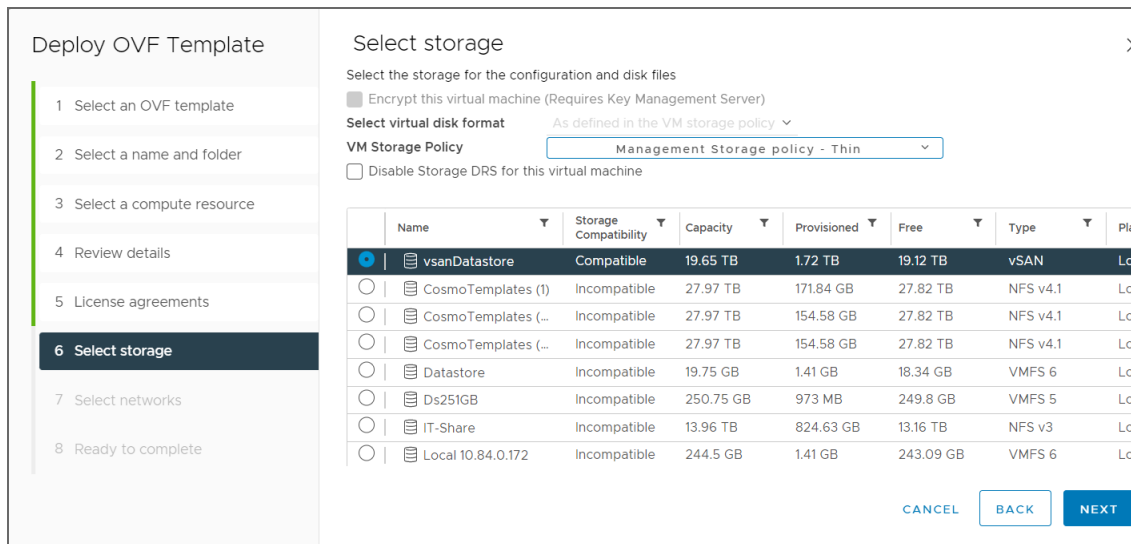 Deploy OVF Template
1 Select an OVF template
2 Select a name and folder
3 Select a compute resource
4 Review details
5 License agreements
6 Select storage
7 Select networks
8 Ready to complete
Select storage
Select the storage for the configuration and disk files
Encrypt this virtual machine (Requires Key Management Server)
Select virtual disk format As defined in the VM storage policy
VM Storage Policy Management Storage policy - Thin
Disable Storage DRS for this virtual machine
Name Storage Compatibility Capacity Provisioned Free Type Pla
vsanDatastore Compatible 19.65 TB 1.72 TB 19.12 TB vSAN Lo
CosmoTemplates (1) Incompatible 27.97 TB 171.84 GB 27.82 TB NFS v4.1 Lo
CosmoTemplates (... Incompatible 27.97 TB 154.58 GB 27.82 TB NFS v4.1 Lo
CosmoTemplates (... Incompatible 27.97 TB 154.58 GB 27.82 TB NFS v4.1 Lo
Datastore Incompatible 19.75 GB 1.41 GB 18.34 GB VMFS 6 Lo
Ds251GB Incompatible 250.75 GB 973 MB 249.8 GB VMFS 5 Lo
IT-Share Incompatible 13.96 TB 824.63 GB 13.16 TB NFS v3 Lo
Local 10.84.0.172 Incompatible 244.5 GB 1.41 GB 243.09 GB VMFS 6 Lo
CANCEL BACK NEXT